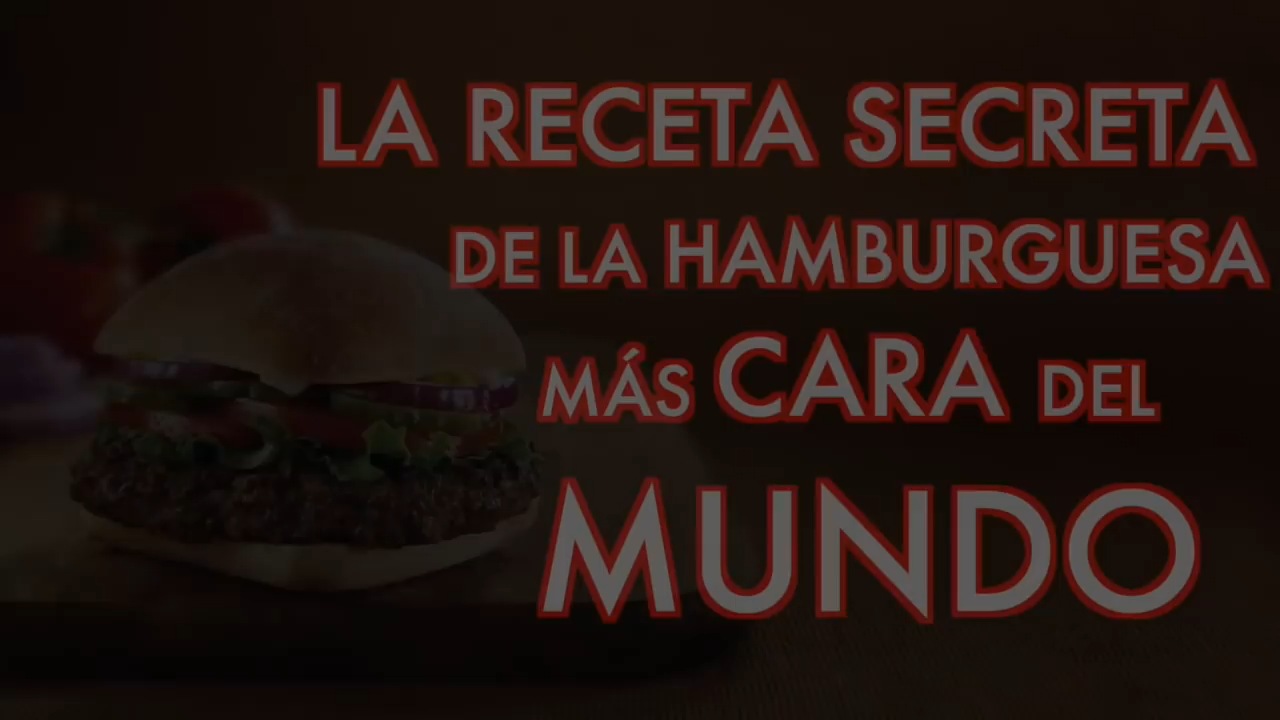 LA RECETA SECRETA
DE LA HAMBURGUESA
MÁS CARA DEL
MUNDO